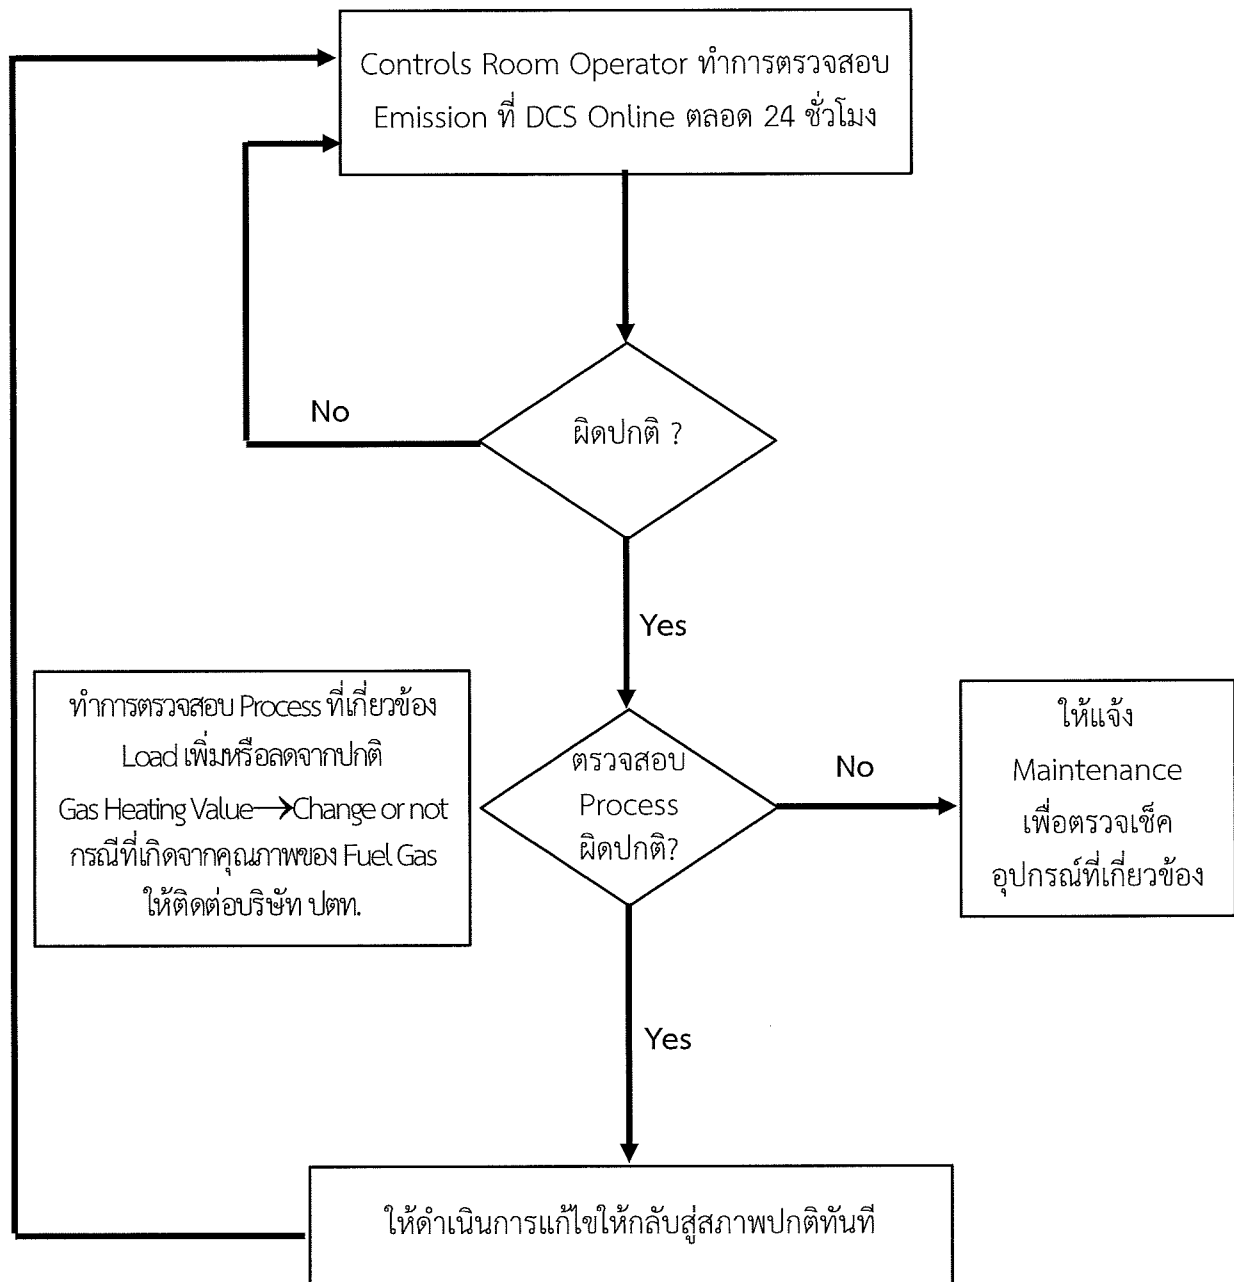 Controls Room Operator ทำการตรวจสอบ
Emission ที่ DCS Online ตลอด 24 ชั่วโมง
No
ผิดปกติ ?
Yes
ทำการตรวจสอบ Process ที่เกี่ยวข้อง
Load เพิ่มหรือลดจากปกติ
Gas Heating Value→Change or not
กรณีที่เกิดจากคุณภาพของ Fuel Gas
ให้ติดต่อบริษัท ปตท.
ตรวจสอบ
Process
ผิดปกติ?
No
ให้แจ้ง
Maintenance
เพื่อตรวจเช็ค
อุปกรณ์ที่เกี่ยวข้อง
Yes
ให้ดำเนินการแก้ไขให้กลับสู่สภาพปกติทันที